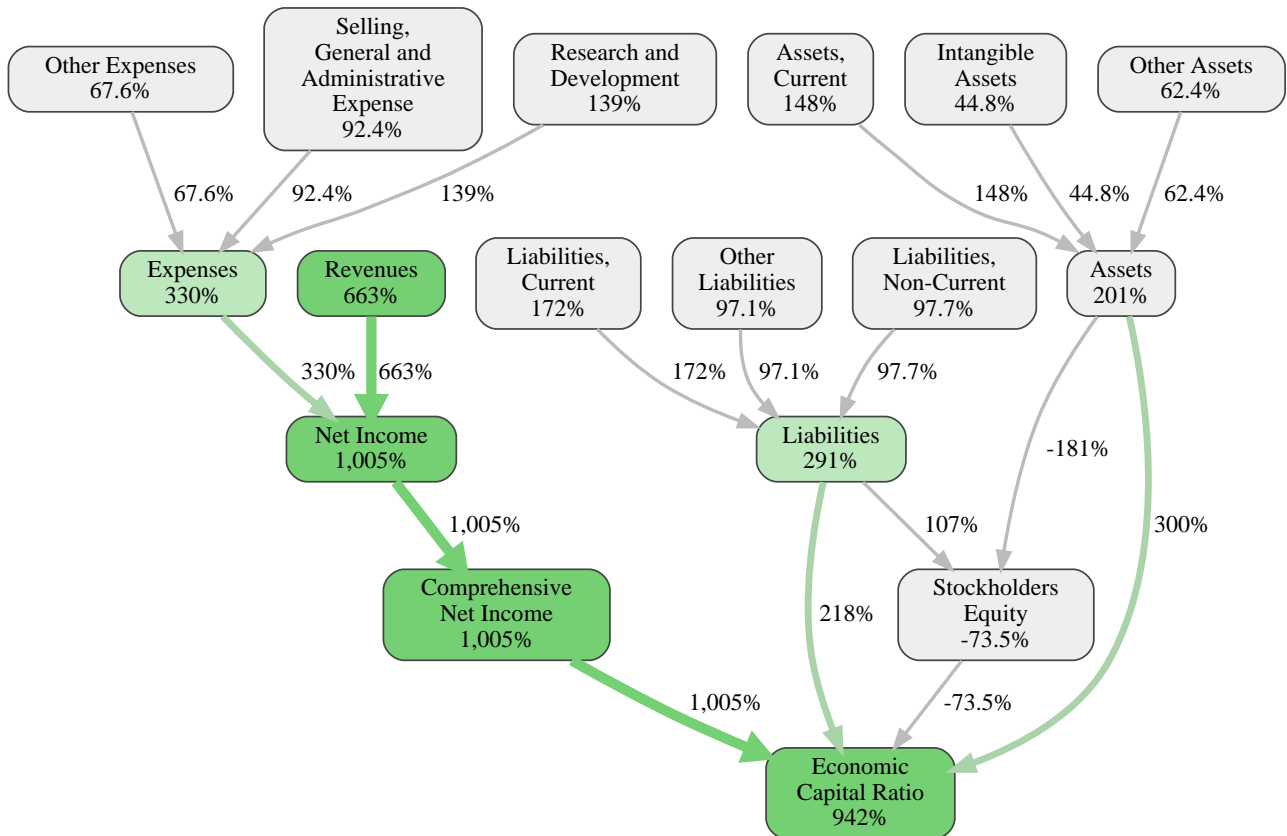 Other Expenses
67.6%
Selling,
General and
Administrative
Expense
92.4%
Research and
Development
139%
Assets,
Current
148%
Intangible
Assets
44.8%
Other Assets
62.4%
67.6%
92.4%
139%
148%
44.8%
62.4%
Expenses
330%
Revenues
663%
Liabilities,
Current
172%
Other
Liabilities
97.1%
Liabilities,
Non-Current
97.7%
Assets
201%
330%
663%
172%
97.1%
97.7%
Net Income
1,005%
Liabilities
291%
-181%
1,005%
107%
300%
Comprehensive
Net Income
1,005%
218%
Stockholders
Equity
-73.5%
1,005%
-73.5%
Economic
Capital Ratio
942%